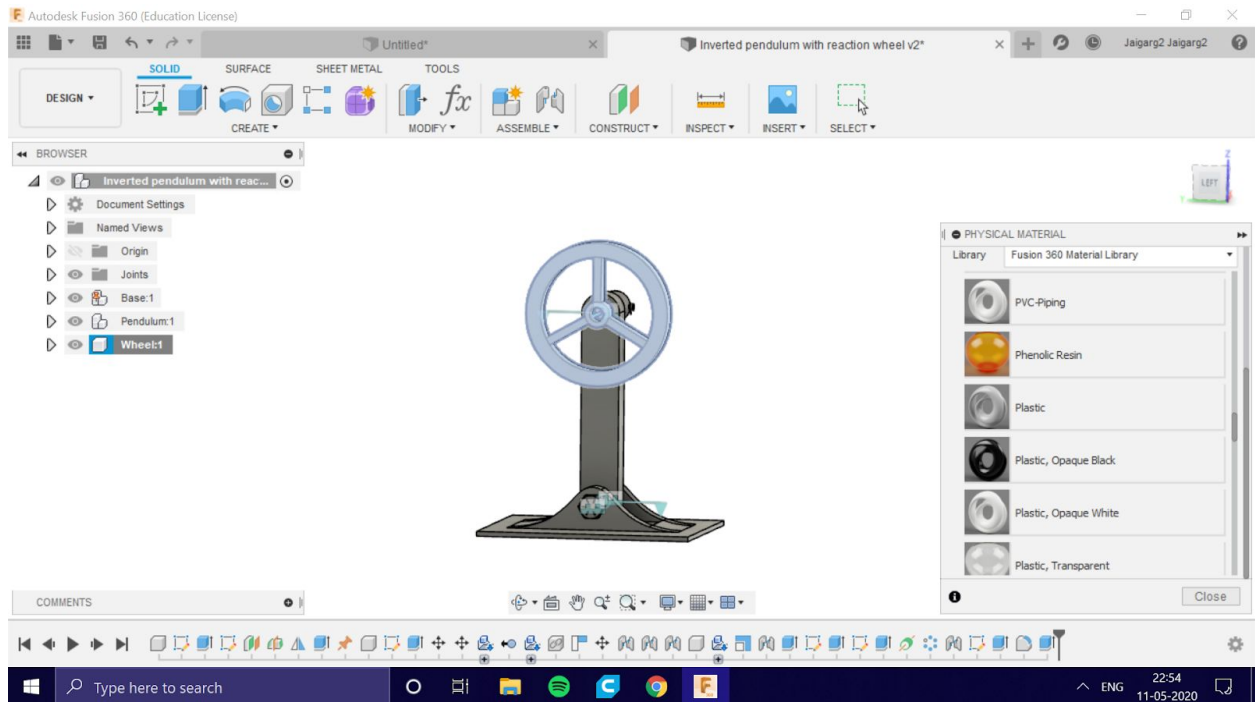 Autodesk Fusion 360 (Education License)
Untitled*
Inverted pendulum with reaction wheel v2*
Jaigarg2 Jaigarg2
SOLID SURFACE SHEET METAL TOOLS
DESIGN
CREATE MODIFY ASSEMBLE CONSTRUCT INSPECT INSERT SELECT
BROWSER
Inverted pendulum with reac...
Document Settings
Named Views
Origin
Joints
Base:1
Pendulum:1
Wheel:1
Z
LEFT
Y
PHYSICAL MATERIAL
Library Fusion 360 Material Library
PVC-Piping
Phenolic Resin
Plastic
Plastic, Opaque Black
Plastic, Opaque White
Plastic, Transparent
Close
COMMENTS
Type here to search
ENG
22:54
11-05-2020